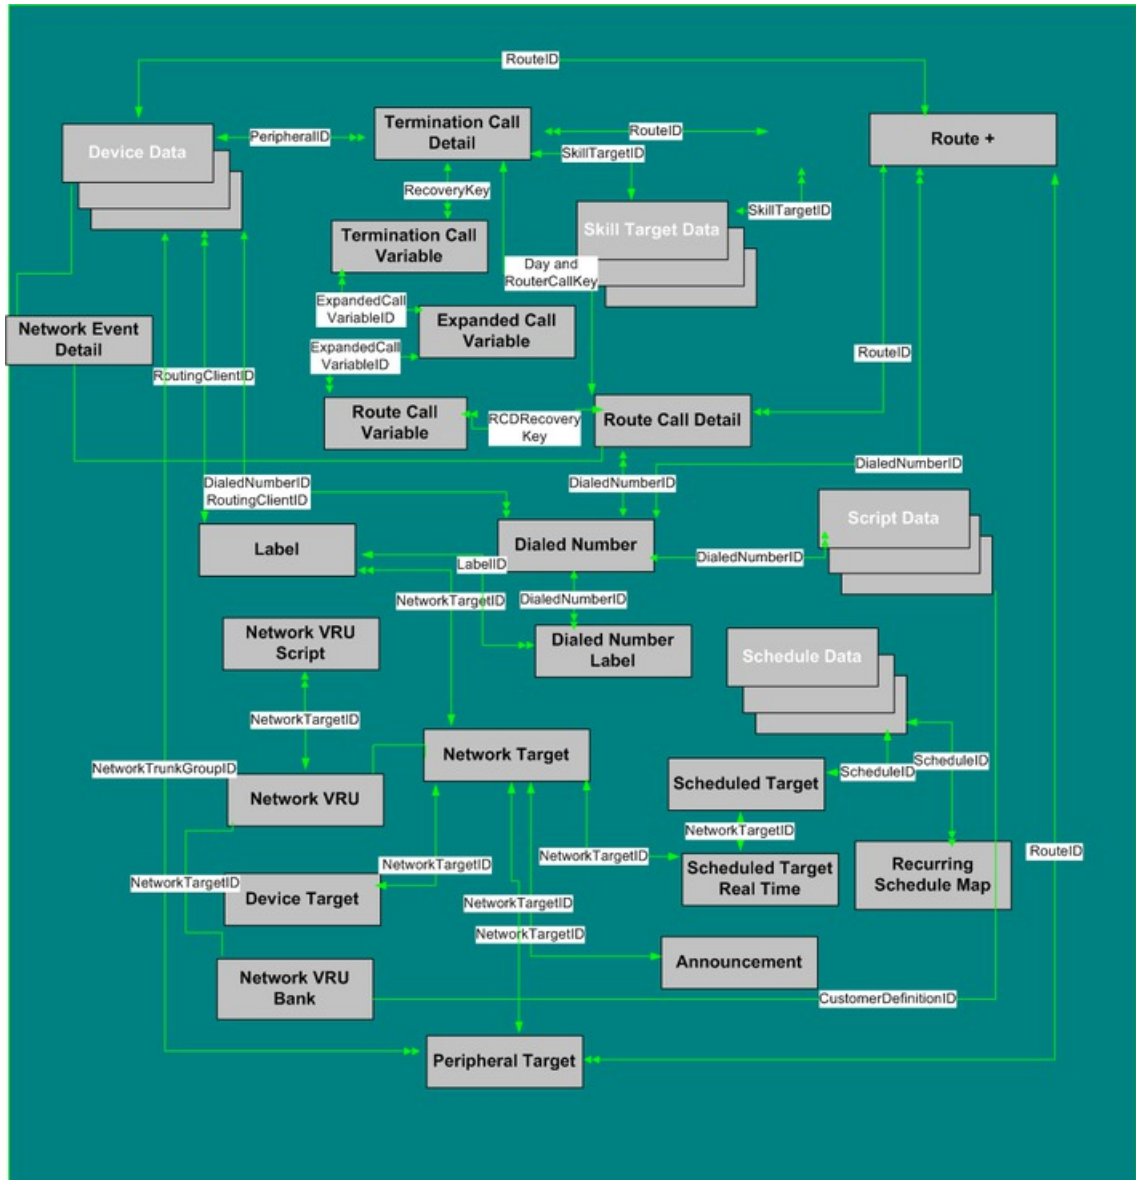 RouteID
Termination Call
Detail
Device Data
PeripheralID
RouteID
Route +
SkillTargetID
RecoveryKey
Skill Target Data
SkillTargetID
Termination Call
Variable
Day and
RouterCallKey
ExpandedCall
VariableID
Expanded Call
Variable
Network Event
Detail
ExpandedCall
VariableID
RouteID
RoutingClientID
Route Call
Variable
RCDRecovery
Key
Route Call Detail
DialedNumberID
DialedNumberID
RoutingClientID
DialedNumberID
Script Data
Label
Dialed Number
LabelID
DialedNumberID
NetworkTargetID
DialedNumberID
Network VRU
Script
Dialed Number
Label
Schedule Data
NetworkTargetID
Network Target
NetworkTrunkGroupID
Network VRU
Scheduled Target
ScheduleID
ScheduleID
NetworkTargetID
NetworkTargetID
NetworkTargetID
Scheduled Target
Real Time
Recurring
Schedule Map
RouteID
NetworkTargetID
Device Target
NetworkTargetID
NetworkTargetID
Announcement
Network VRU
Bank
CustomerDefinitionID
Peripheral Target